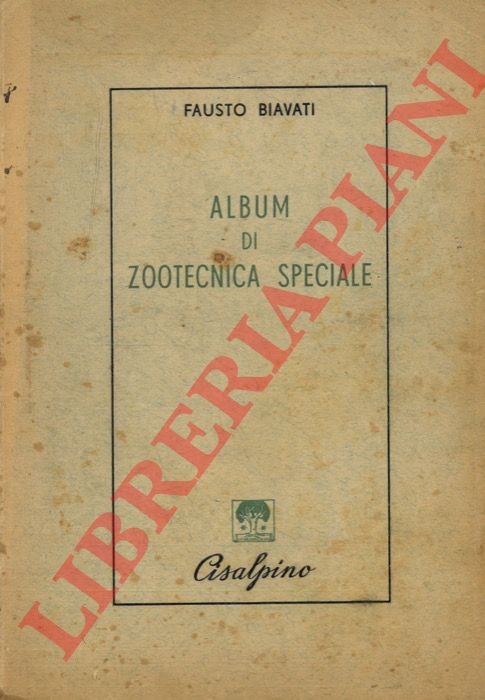 FAUSTO BIAVATI
ALBUM
DI
ZOOTECNICA SPECIALE
Cisalpino
LIBRERIA PIANI